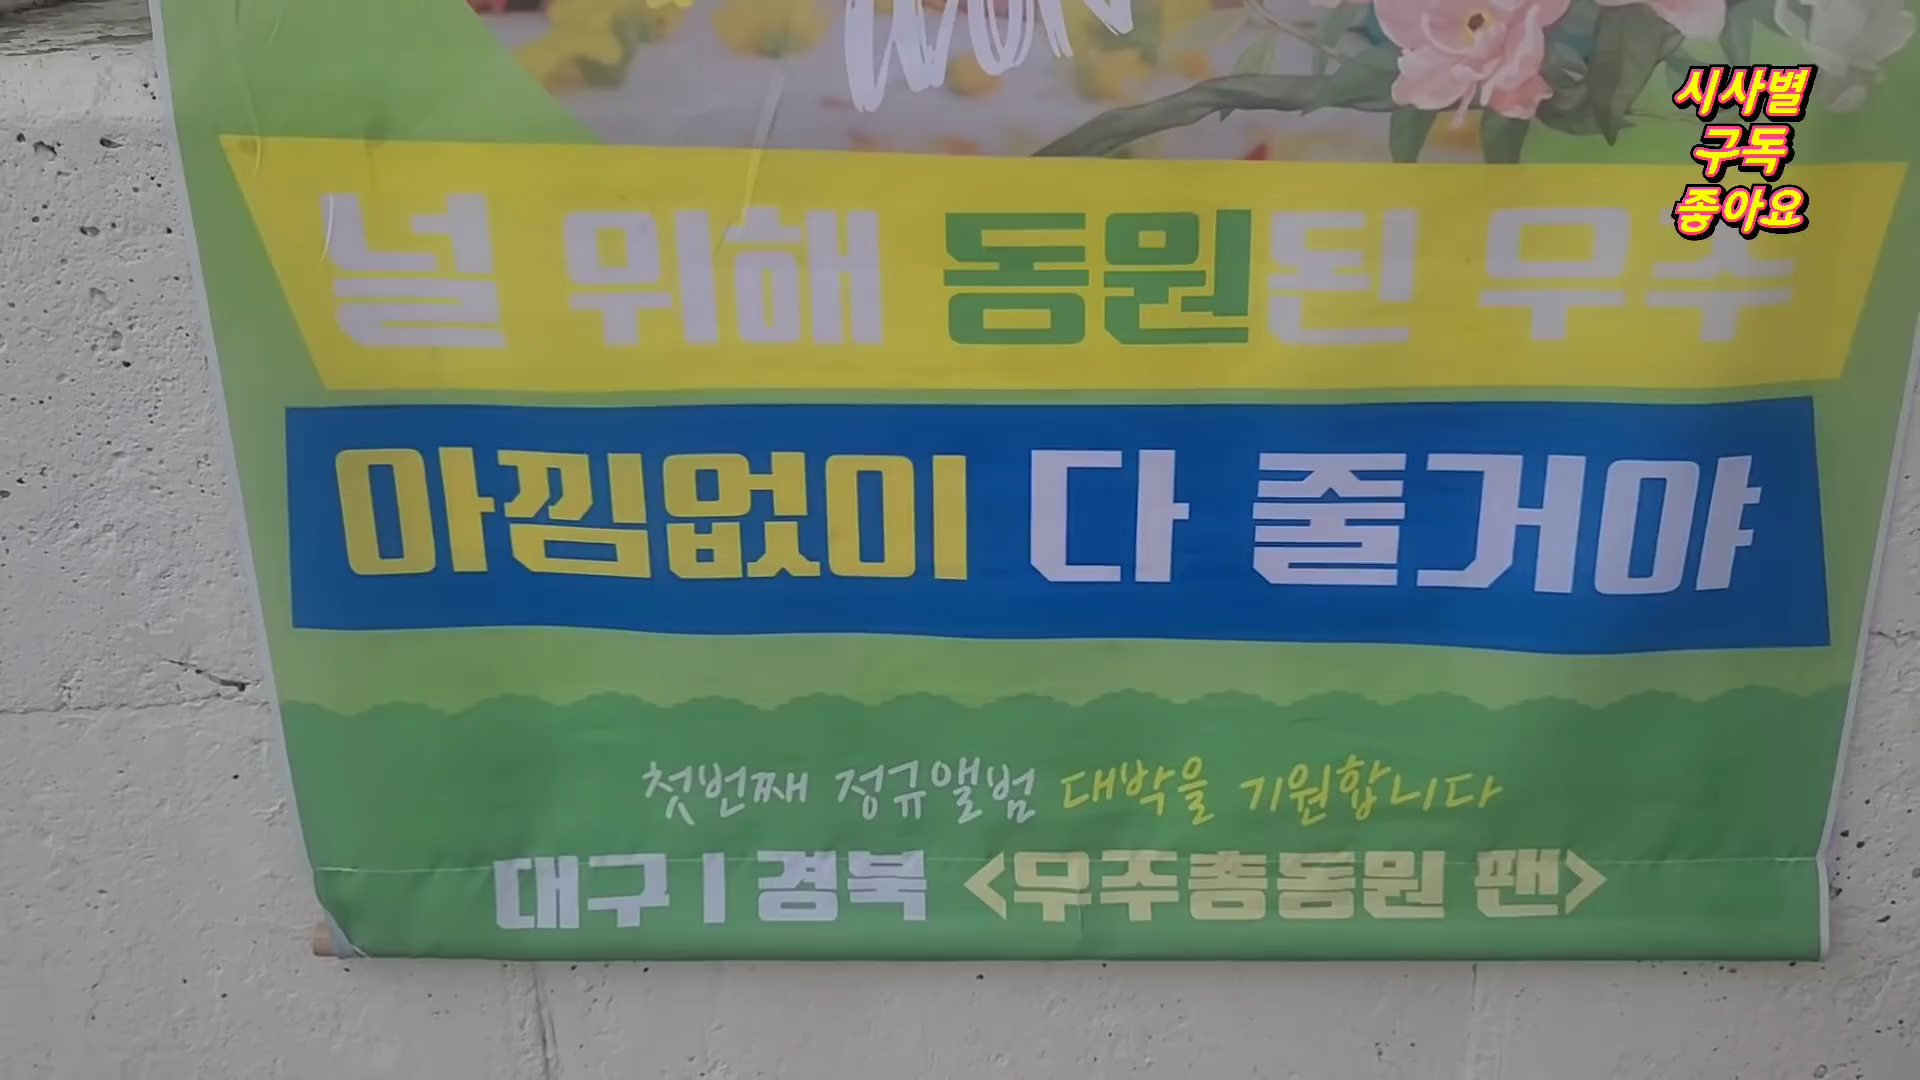 시사별
구독
좋아요
널 위해 동원된 우주
아낌없이 다 줄거야
첫번째 정규앨범 대박을 기원합니다
대구 | 경북 <우주총동원 팬>